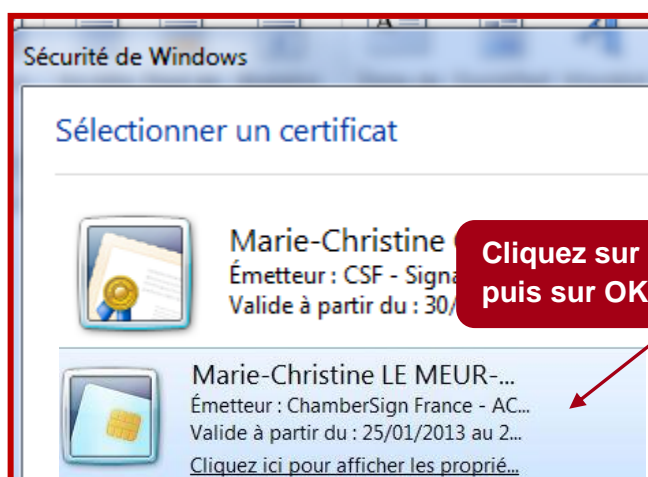 Sécurité de Windows
Sélectionner un certificat
Marie-Christine
Émetteur : CSF - Signa
Valide à partir du : 30/
Cliquez sur
puis sur OK
Marie-Christine LE MEUR-...
Émetteur : ChamberSign France - AC...
Valide à partir du : 25/01/2013 au 2...
Cliquez ici pour afficher les proprié...